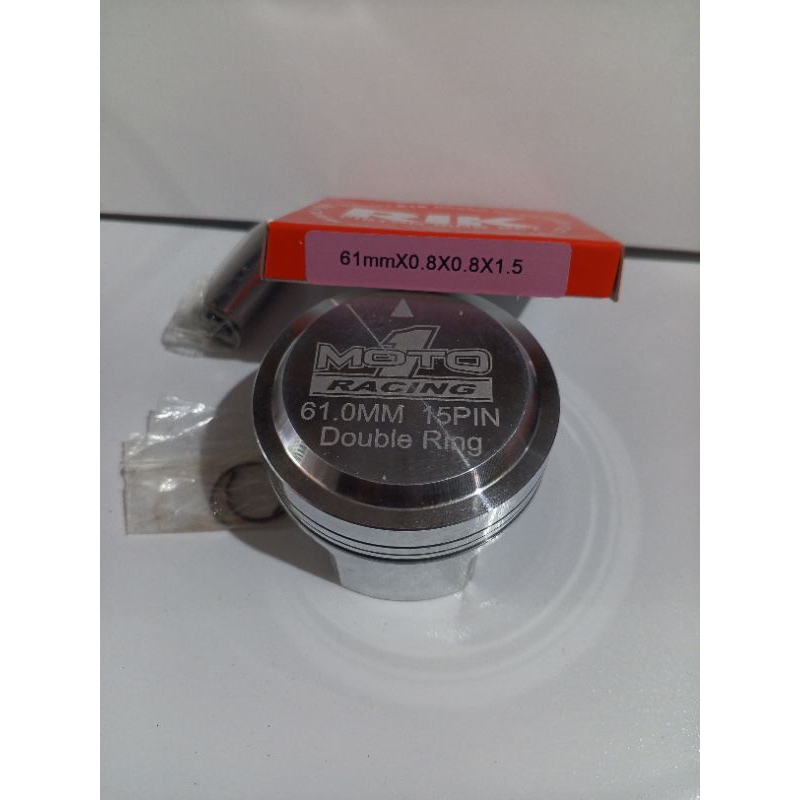 RIK
61mmX0.8X0.8X1.5
MOTO 1
RACING
61.0MM 15PIN
Double Ring